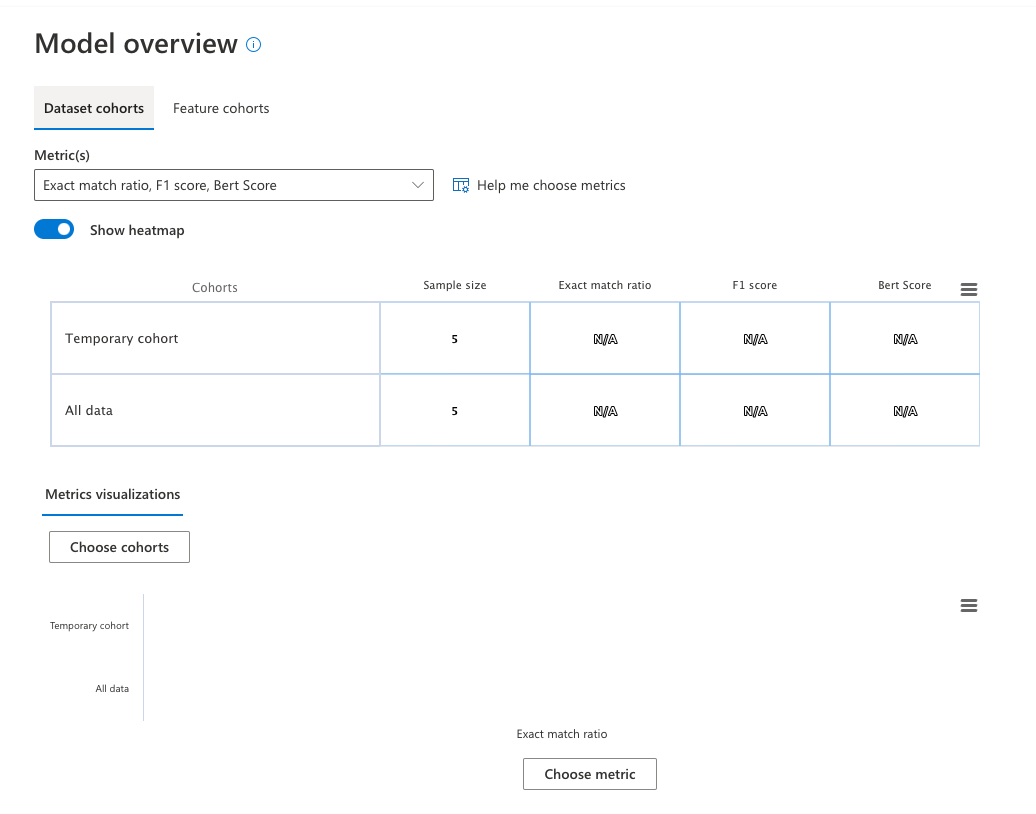 Model overview
Dataset cohorts Feature cohorts
Metric(s)
Exact match ratio, F1 score, Bert Score Help me choose metrics
Show heatmap
Cohorts Sample size Exact match ratio F1 score Bert Score
Temporary cohort 5 N/A N/A N/A
All data 5 N/A N/A N/A
Metrics visualizations
Choose cohorts
Temporary cohort
All data
Exact match ratio
Choose metric